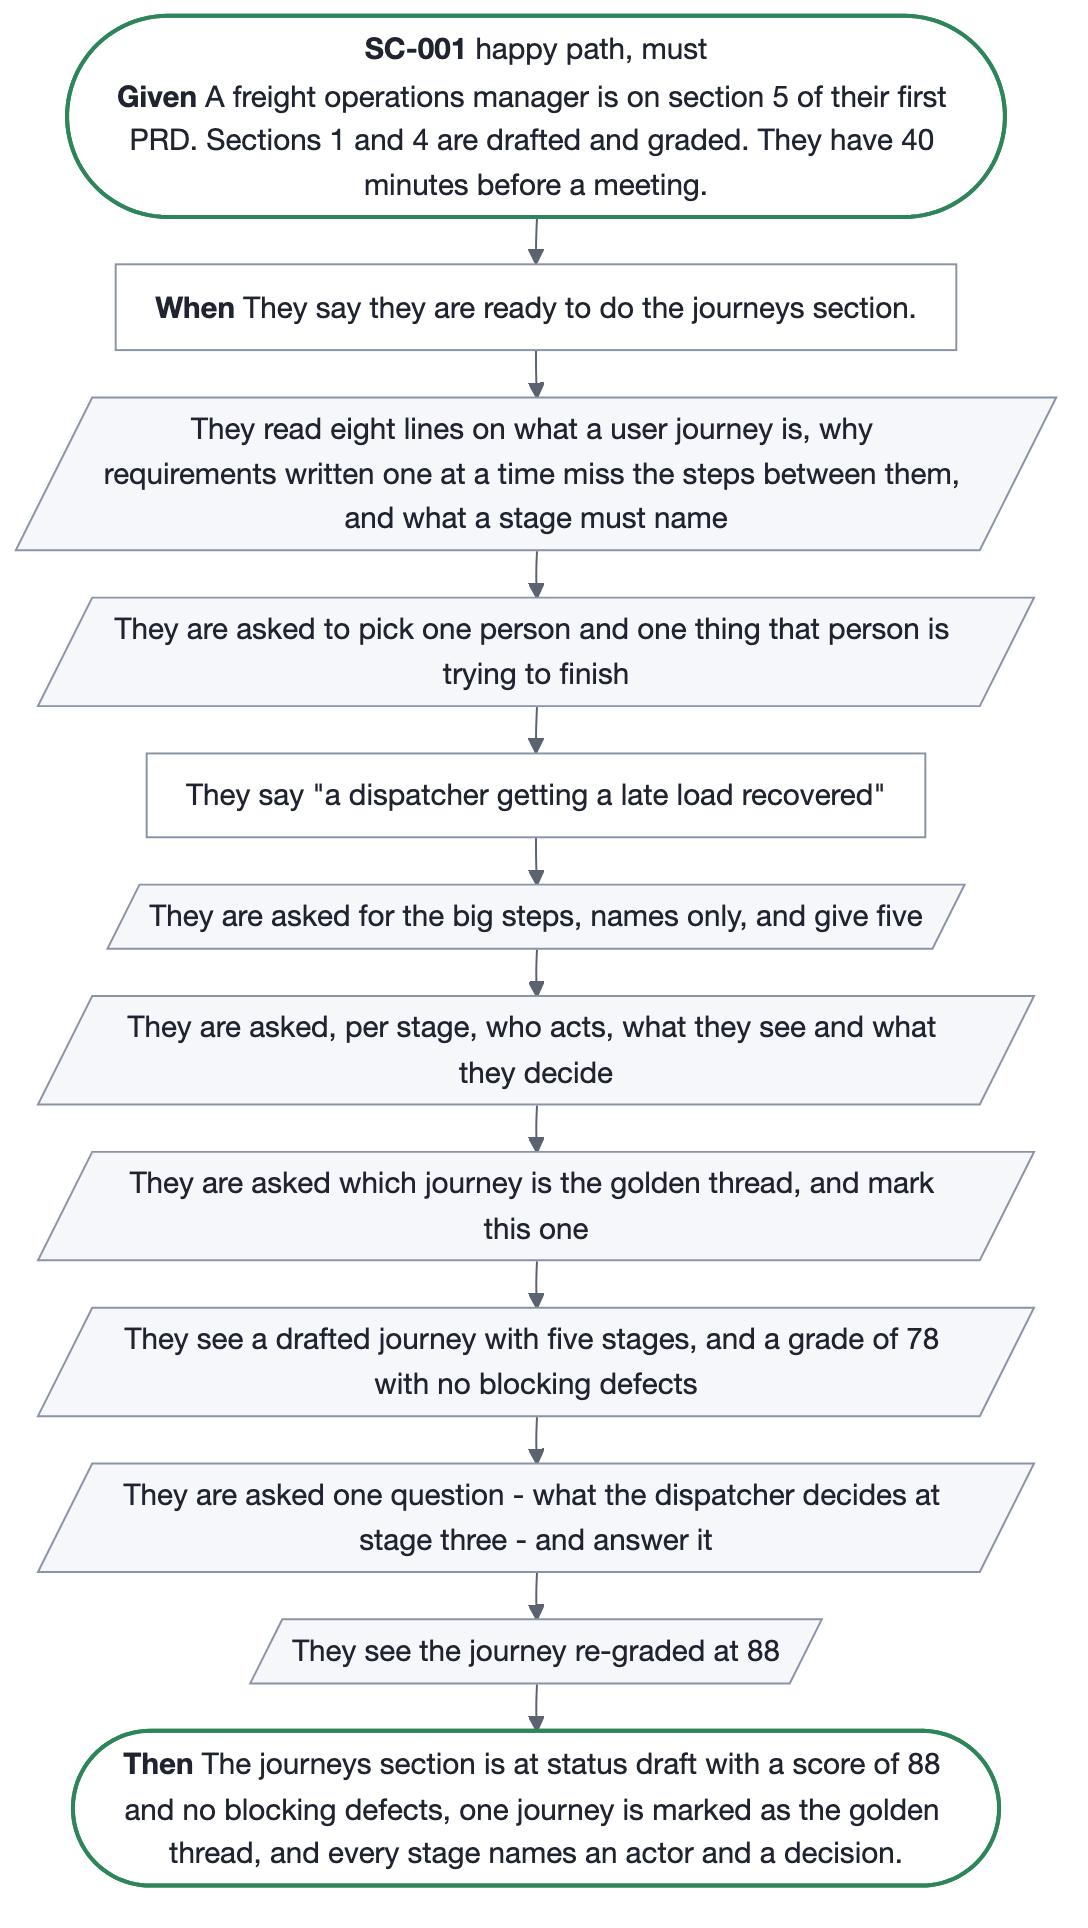 SC-001 happy path, must
Given A freight operations manager is on section 5 of their first
PRD. Sections 1 and 4 are drafted and graded. They have 40
minutes before a meeting.
When They say they are ready to do the journeys section.
They read eight lines on what a user journey is, why
requirements written one at a time miss the steps between them,
and what a stage must name
They are asked to pick one person and one thing that person is
trying to finish
They say "a dispatcher getting a late load recovered"
They are asked for the big steps, names only, and give five
They are asked, per stage, who acts, what they see and what
they decide
They are asked which journey is the golden thread, and mark
this one
They see a drafted journey with five stages, and a grade of 78
with no blocking defects
They are asked one question - what the dispatcher decides at
stage three - and answer it
They see the journey re-graded at 88
Then The journeys section is at status draft with a score of 88
and no blocking defects, one journey is marked as the golden
thread, and every stage names an actor and a decision.